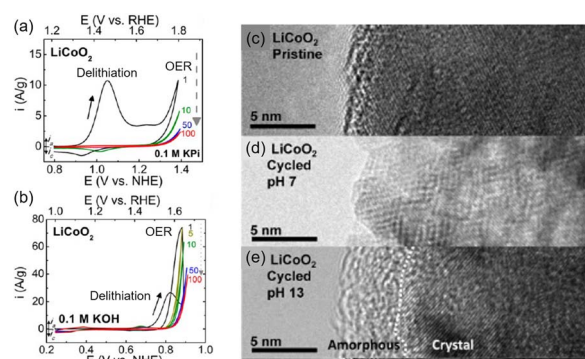 (a)
E (V vs. RHE)
1.2 1.4 1.6 1.8
LiCoO2
Delithiation
OER
1
10
50
100
0.1 M KPi
i (A/g)
15
10
5
0
0.8 1.0 1.2 1.4
E (V vs. NHE)
(b)
E (V vs. RHE)
1.0 1.2 1.4 1.6
LiCoO2
OER
1
5
10
50
100
Delithiation
0.1 M KOH
i (A/g)
80
60
40
20
0
0.2 0.4 0.6 0.8 1.0
E (V vs. NHE)
(c) LiCoO2
Pristine
5 nm
(d) LiCoO2
Cycled
pH 7
5 nm
(e) LiCoO2
Cycled
pH 13
5 nm
Amorphous
Crystal